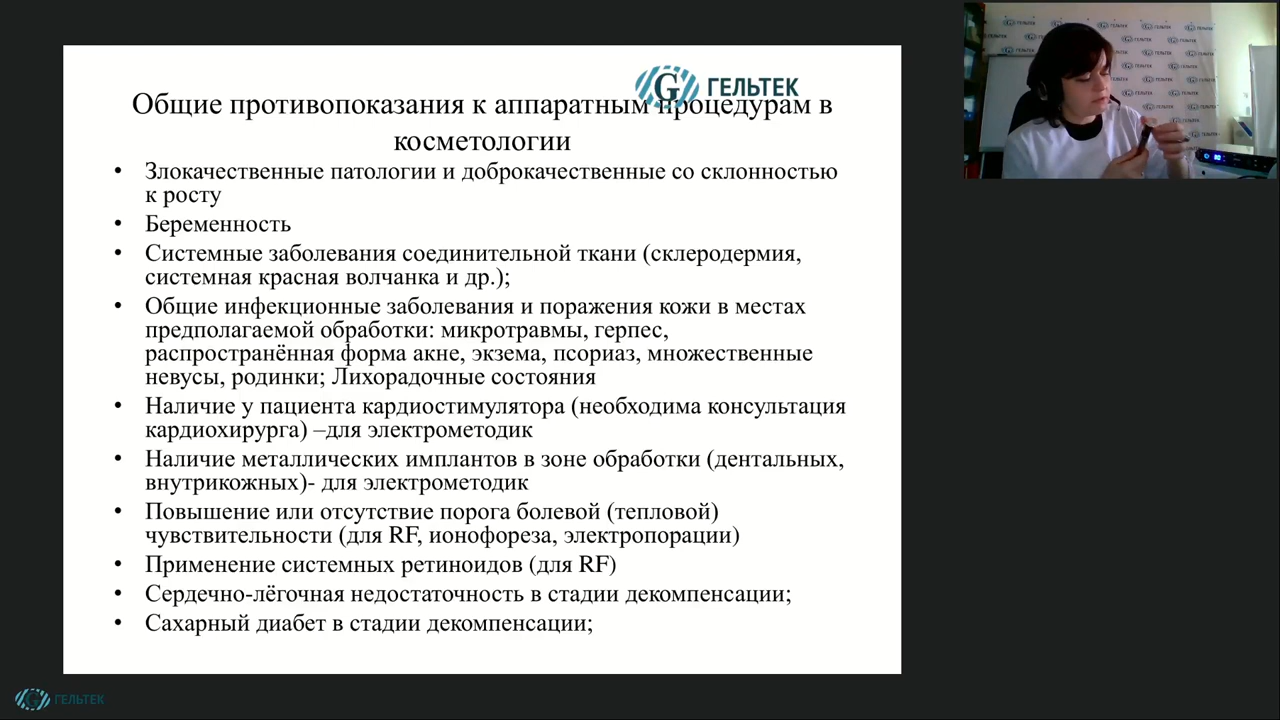 ГЕЛЬТЕК
Общие противопоказания к аппаратным процедурам в
косметологии
• Злокачественные патологии и доброкачественные со склонностью
к росту
• Беременность
• Системные заболевания соединительной ткани (склеродермия,
системная красная волчанка и др.);
• Общие инфекционные заболевания и поражения кожи в местах
предполагаемой обработки: микротравмы, герпес,
распространённая форма акне, экзема, псориаз, множественные
невусы, родинки; Лихорадочные состояния
• Наличие у пациента кардиостимулятора (необходима консультация
кардиохирурга) –для электрометодик
• Наличие металлических имплантов в зоне обработки (дентальных,
внутрикожных)- для электрометодик
• Повышение или отсутствие порога болевой (тепловой)
чувствительности (для RF, ионофореза, электропорации)
• Применение системных ретиноидов (для RF)
• Сердечно-лёгочная недостаточность в стадии декомпенсации;
• Сахарный диабет в стадии декомпенсации;
ГЕЛЬТЕК